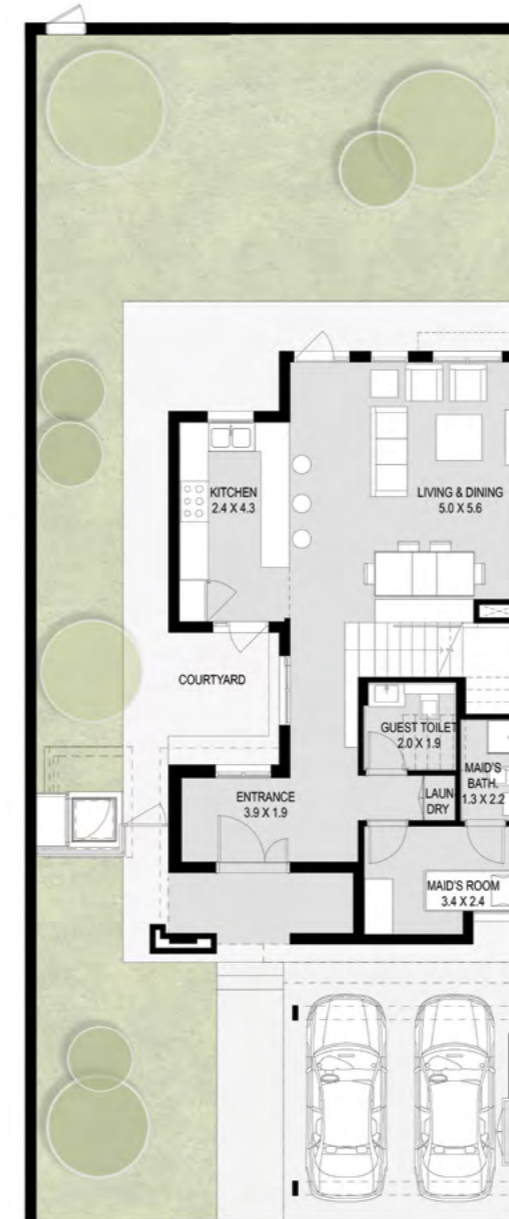 KITCHEN
2.4 X 4.3
LIVING & DINING
5.0 X 5.6
COURTYARD
GUEST TOILET
2.0 X 1.9
MAID'S
BATH.
1.3 X 2.2
ENTRANCE
3.9 X 1.9
LAUN
DRY
MAID'S ROOM
3.4 X 2.4